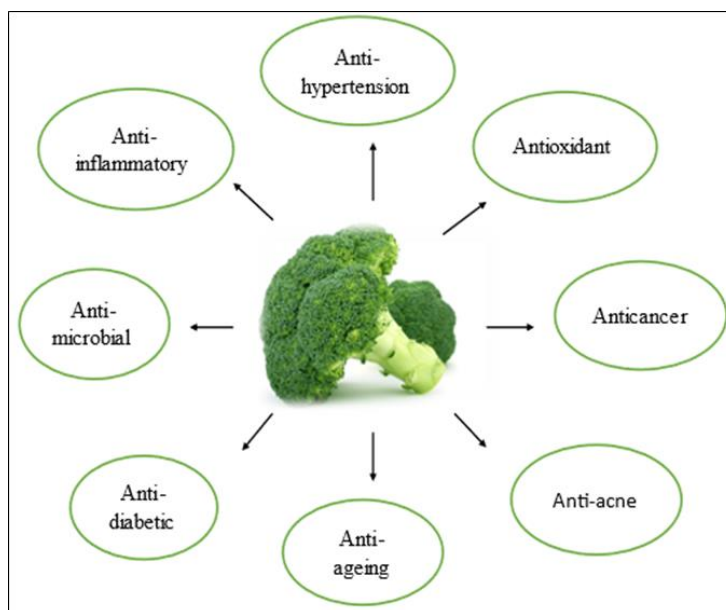 Anti-
hypertension
Anti-
inflammatory
Antioxidant
Anti-
microbial
Anticancer
Anti-
diabetic
Anti-acne
Anti-
ageing